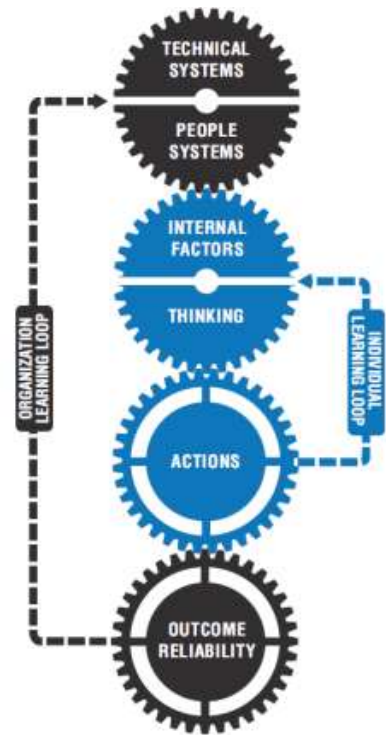 TECHNICAL
SYSTEMS
PEOPLE
SYSTEMS
INTERNAL
FACTORS
THINKING
ORGANIZATION
LEARNING LOOP
INDIVIDUAL
LEARNING LOOP
ACTIONS
OUTCOME
RELIABILITY